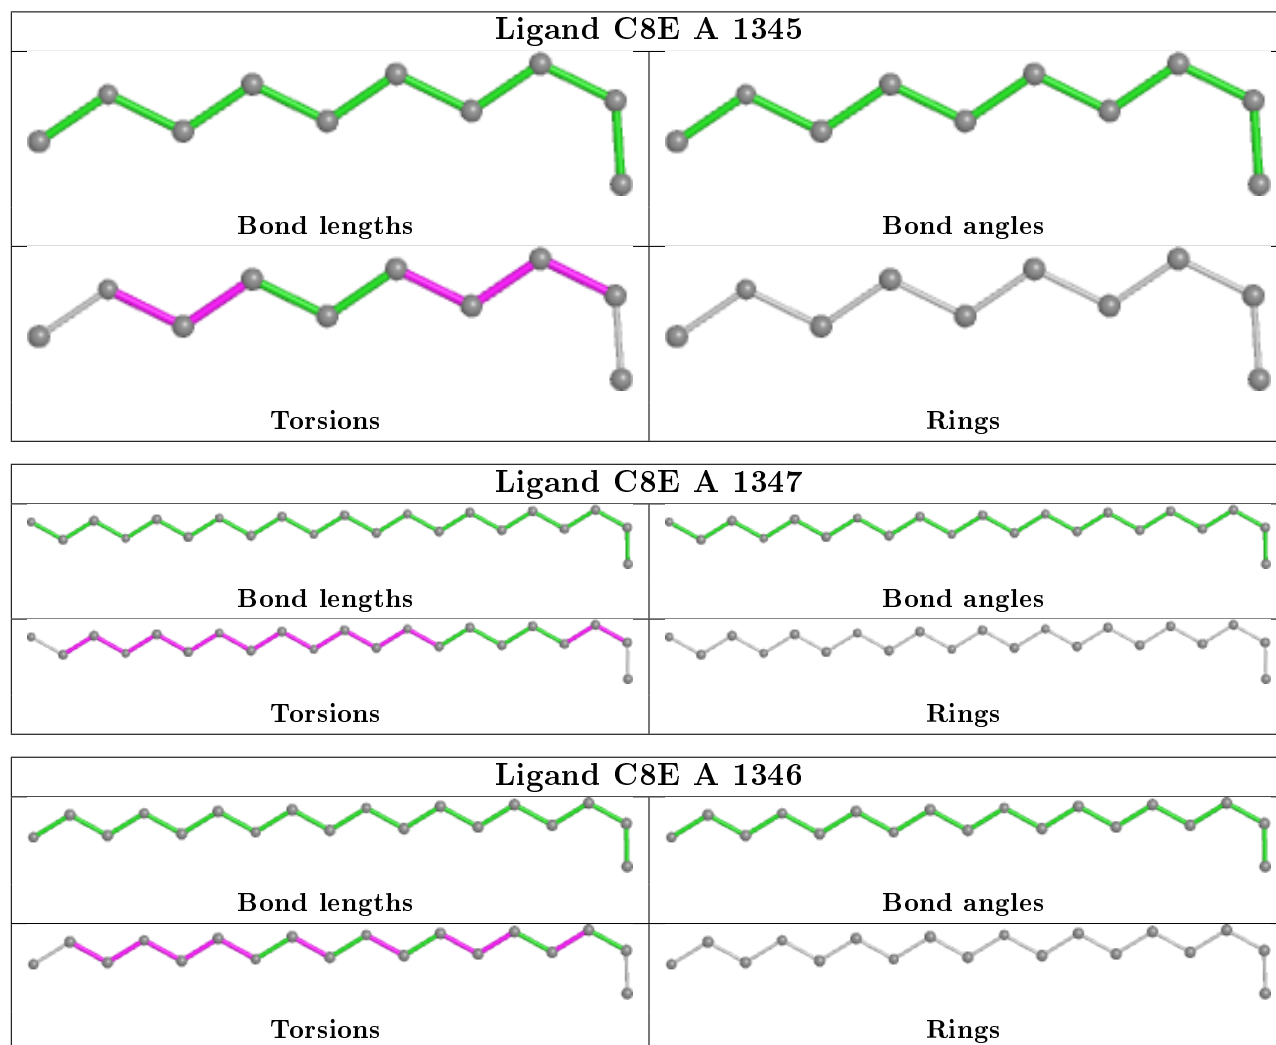 Ligand C8E A 1345
Bond lengths
Bond angles
Torsions
Rings
Ligand C8E A 1347
Bond lengths
Bond angles
Torsions
Rings
Ligand C8E A 1346
Bond lengths
Bond angles
Torsions
Rings